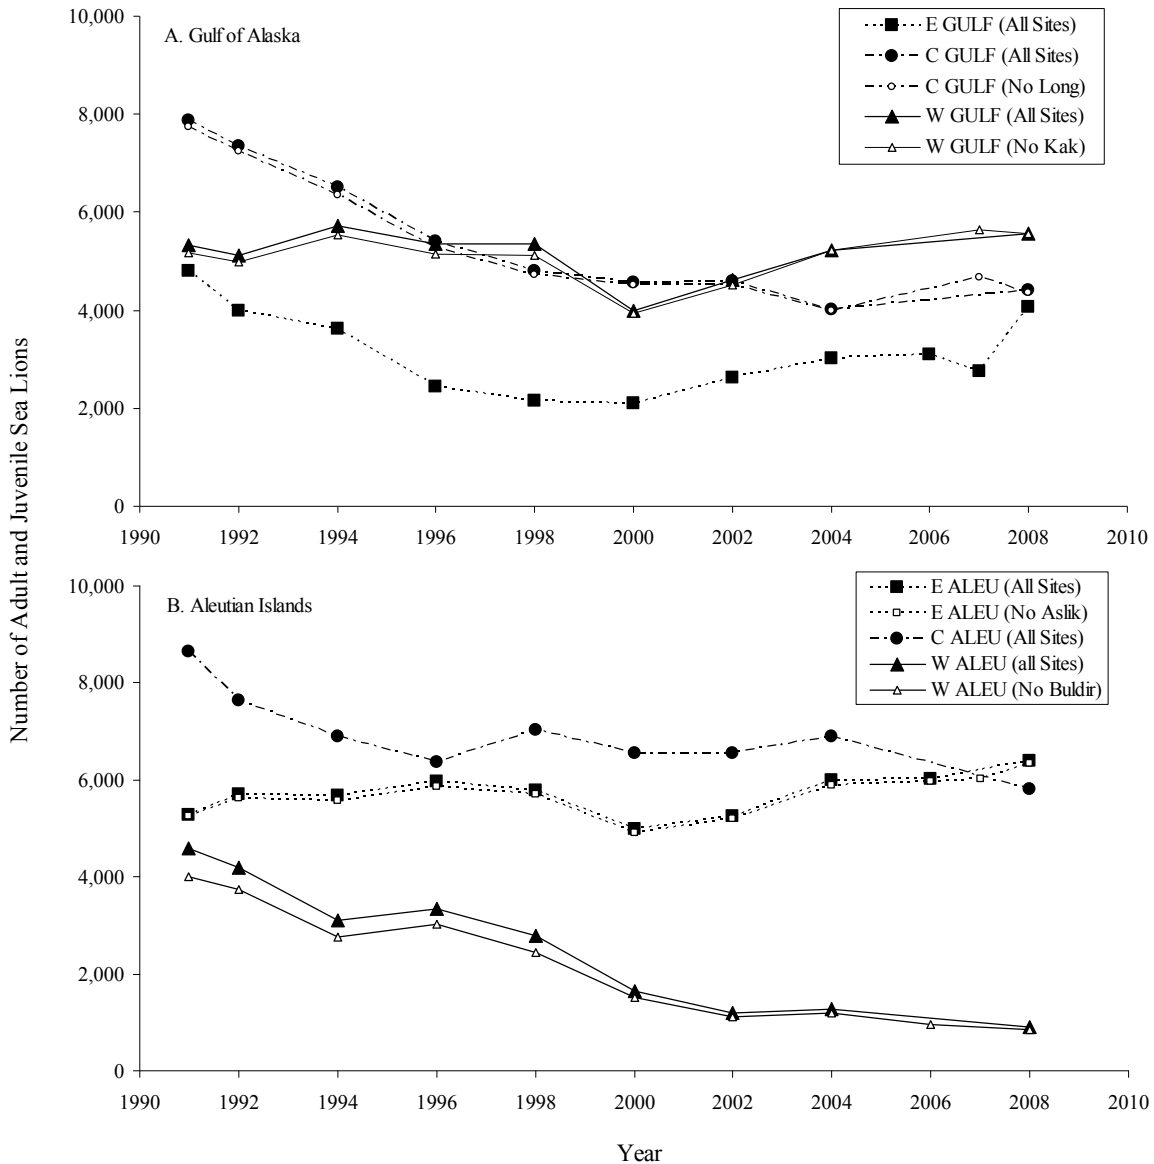 10,000
A. Gulf of Alaska
E GULF (All Sites)
C GULF (All Sites)
C GULF (No Long)
W GULF (All Sites)
W GULF (No Kak)
8,000
6,000
4,000
2,000
0
1990 1992 1994 1996 1998 2000 2002 2004 2006 2008 2010
Number of Adult and Juvenile Sea Lions
10,000
B. Aleutian Islands
E ALEU (All Sites)
E ALEU (No Aslik)
C ALEU (All Sites)
W ALEU (all Sites)
W ALEU (No Buldir)
8,000
6,000
4,000
2,000
0
1990 1992 1994 1996 1998 2000 2002 2004 2006 2008 2010
Year